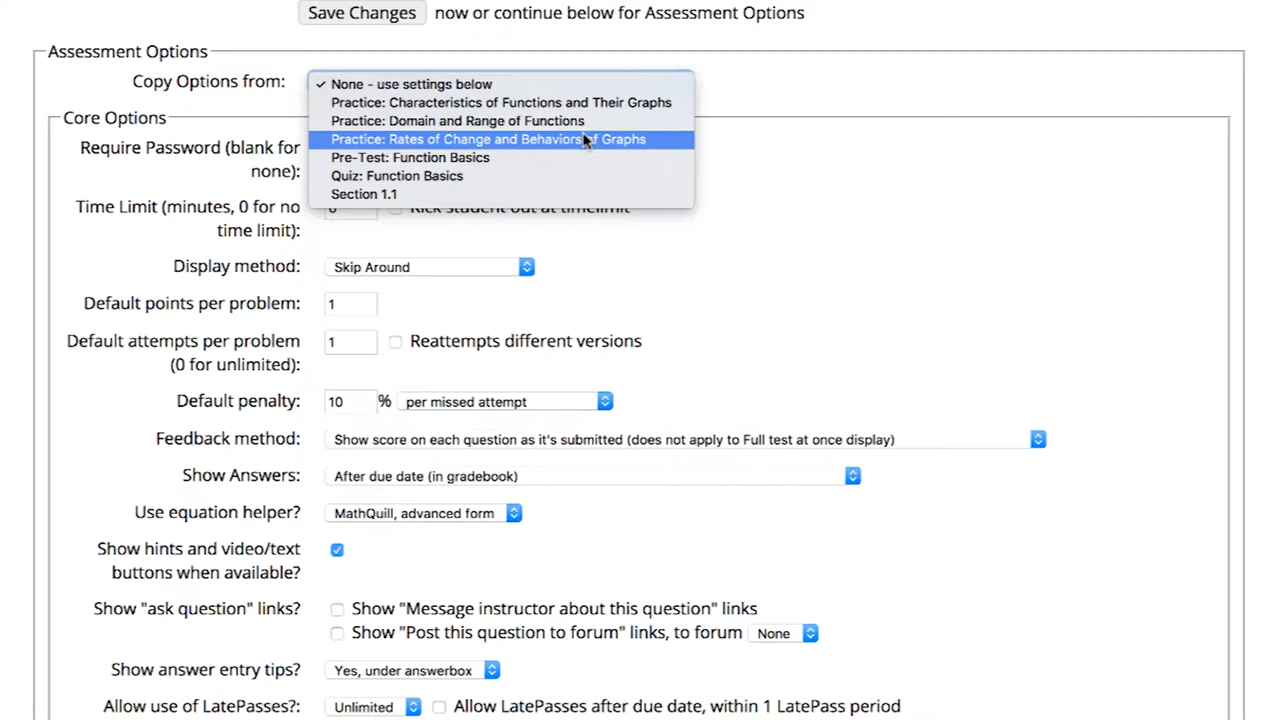 Save Changes now or continue below for Assessment Options
Assessment Options
Copy Options from:
✓ None - use settings below
Practice: Characteristics of Functions and Their Graphs
Practice: Domain and Range of Functions
Practice: Rates of Change and Behaviors of Graphs
Pre-Test: Function Basics
Quiz: Function Basics
Section 1.1
Core Options
Require Password (blank for
none):
Time Limit (minutes, 0 for no
time limit):
Kick student out at timelimit
Display method: Skip Around
Default points per problem: 1
Default attempts per problem
(0 for unlimited):
1 Reattempts different versions
Default penalty: 10 % per missed attempt
Feedback method: Show score on each question as it's submitted (does not apply to Full test at once display)
Show Answers: After due date (in gradebook)
Use equation helper? MathQuill, advanced form
Show hints and video/text
buttons when available?
Show "ask question" links? Show "Message instructor about this question" links
Show "Post this question to forum" links, to forum None
Show answer entry tips? Yes, under answerbox
Allow use of LatePasses?: Unlimited Allow LatePasses after due date, within 1 LatePass period